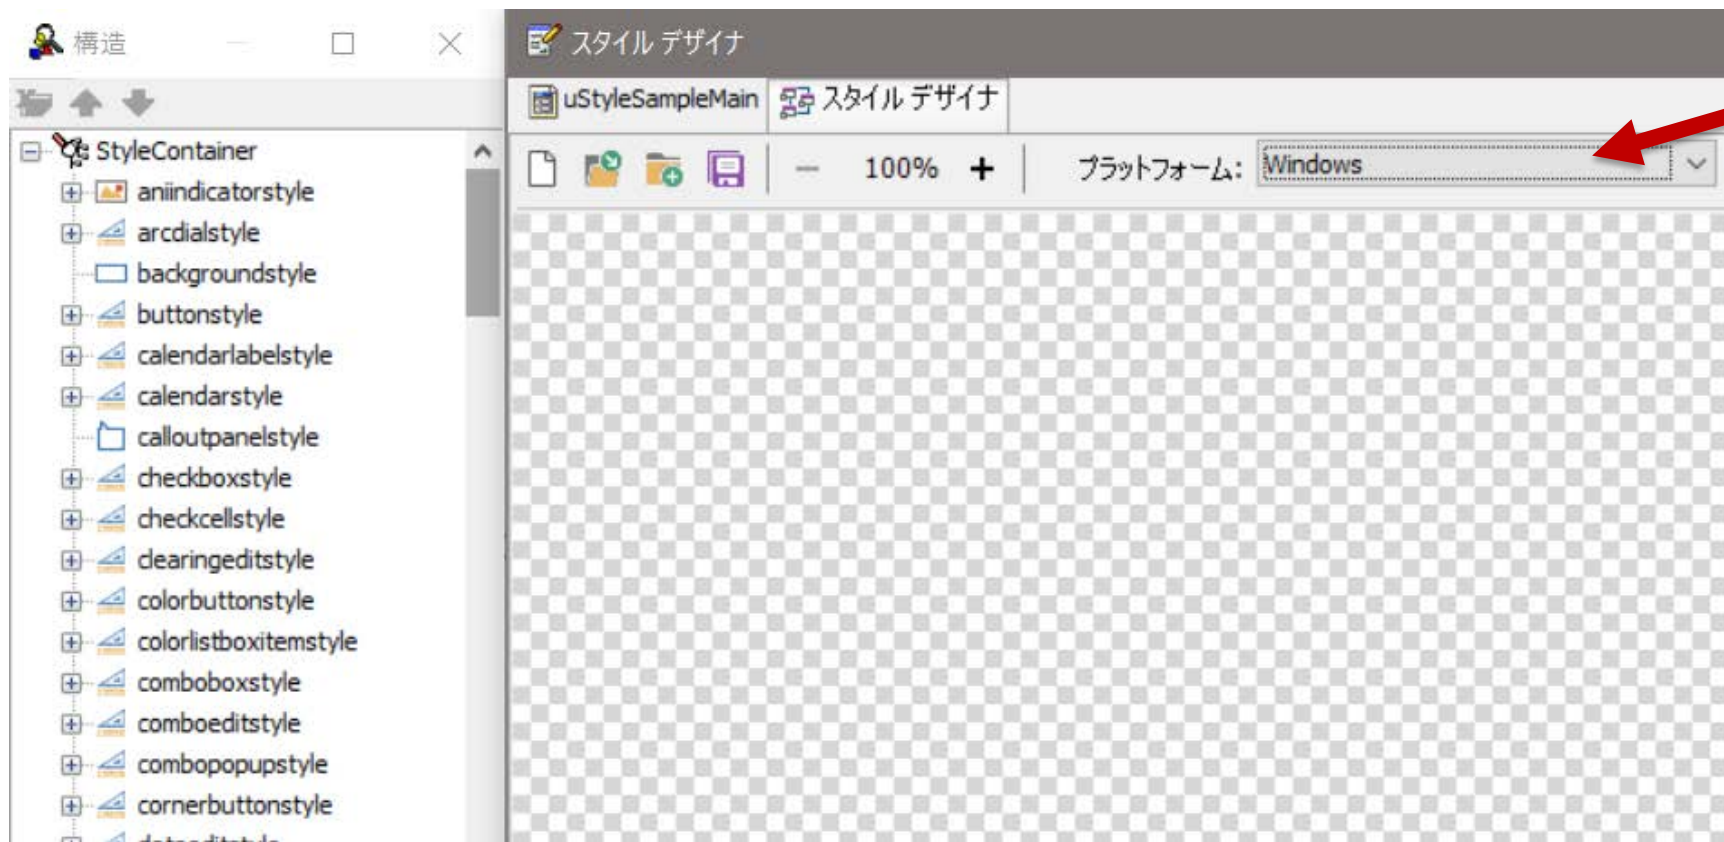 構造
スタイル デザイナ
uStyleSampleMain
スタイル デザイナ
100%
プラットフォーム:
Windows
StyleContainer
aniindicatorstyle
arcdialstyle
backgroundstyle
buttonstyle
calendarlabelstyle
calendarstyle
calloutpanelstyle
checkboxstyle
checkcellstyle
clearingeditstyle
colorbuttonstyle
colorlistboxitemstyle
comboboxstyle
comboeditstyle
combopopupstyle
cornerbuttonstyle